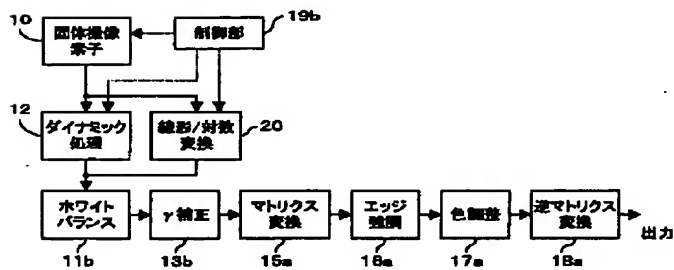 10
固体撮像
素子
制御部
19b
12
ダイナミック
処理
線形/対数
変換
20
ホワイト
バランス
11b
γ補正
13b
マトリクス
変換
15a
エッジ
強調
16a
色調整
17a
逆マトリクス
変換
18a
出力